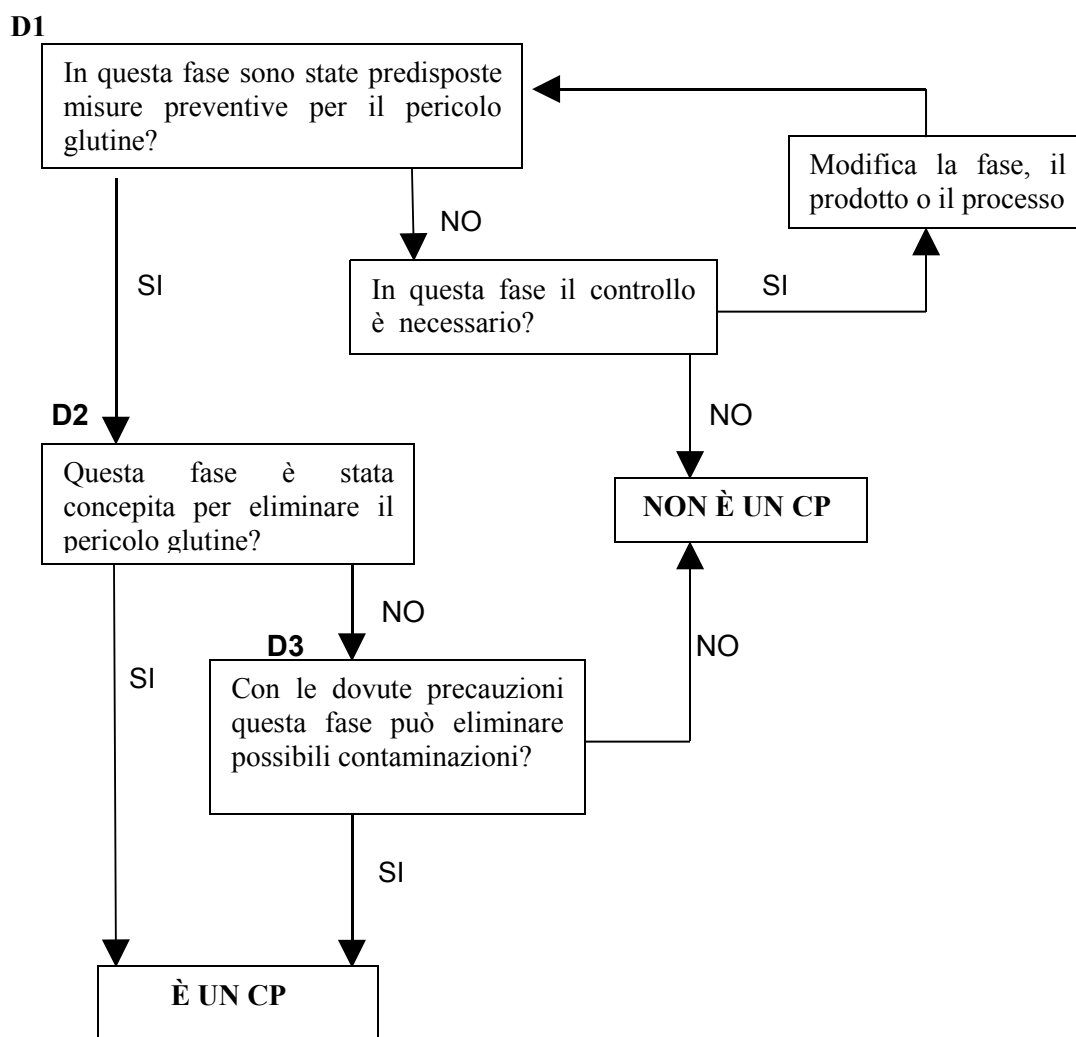 D1
In questa fase sono state predisposte
misure preventive per il pericolo
glutine?
Modifica la fase, il
prodotto o il processo
NO
SI
In questa fase il controllo
è necessario?
SI
NO
D2
Questa fase è stata
concepita per eliminare il
pericolo glutine?
NON È UN CP
NO
NO
D3
SI
Con le dovute precauzioni
questa fase può eliminare
possibili contaminazioni?
SI
È UN CP